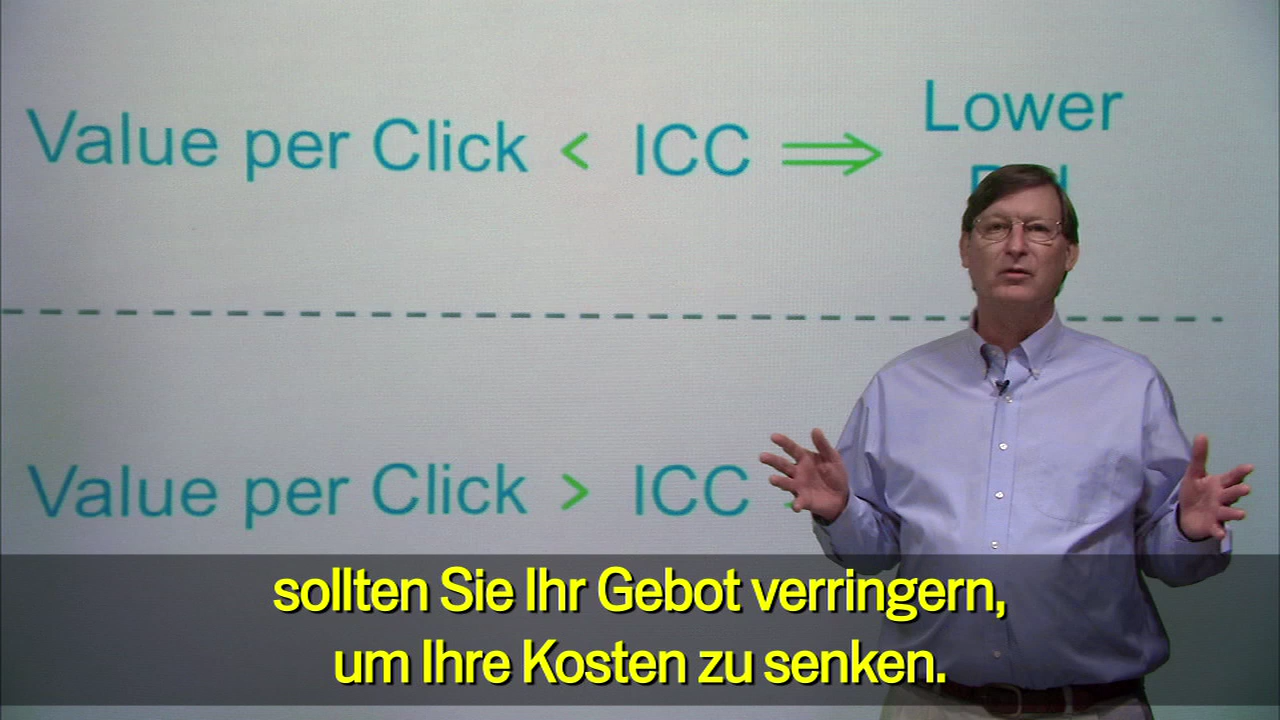 Value per Click < ICC ⇒ Lower
Value per Click > ICC
sollten Sie Ihr Gebot verringern,
um Ihre Kosten zu senken.